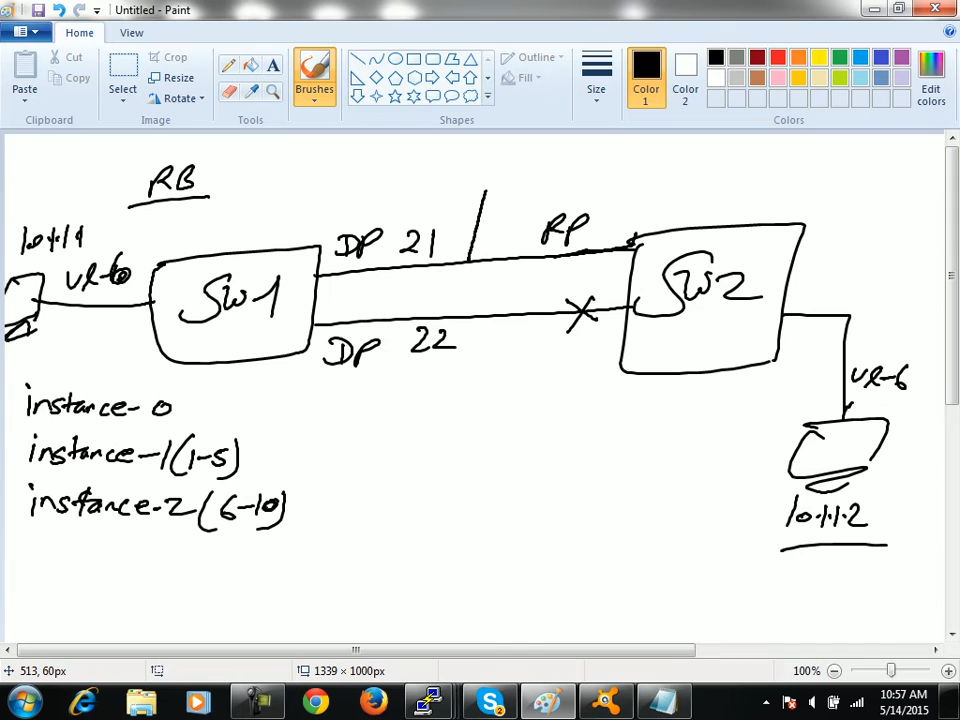 Untitled - Paint
Home
View
Paste
Cut
Copy
Clipboard
Select
Crop
Resize
Rotate
Image
Tools
Brushes
Shapes
Outline
Fill
Size
Color 1
Color 2
Edit colors
Colors
RB
10.1.1.1
vl-6
SW1
DP 21
RP
SW2
DP 22
vl-6
10.1.1.2
instance-0
instance-1(1-5)
instance-2(6-10)
513, 60px
1339 × 1000px
100%
2
10:57 AM
5/14/2015